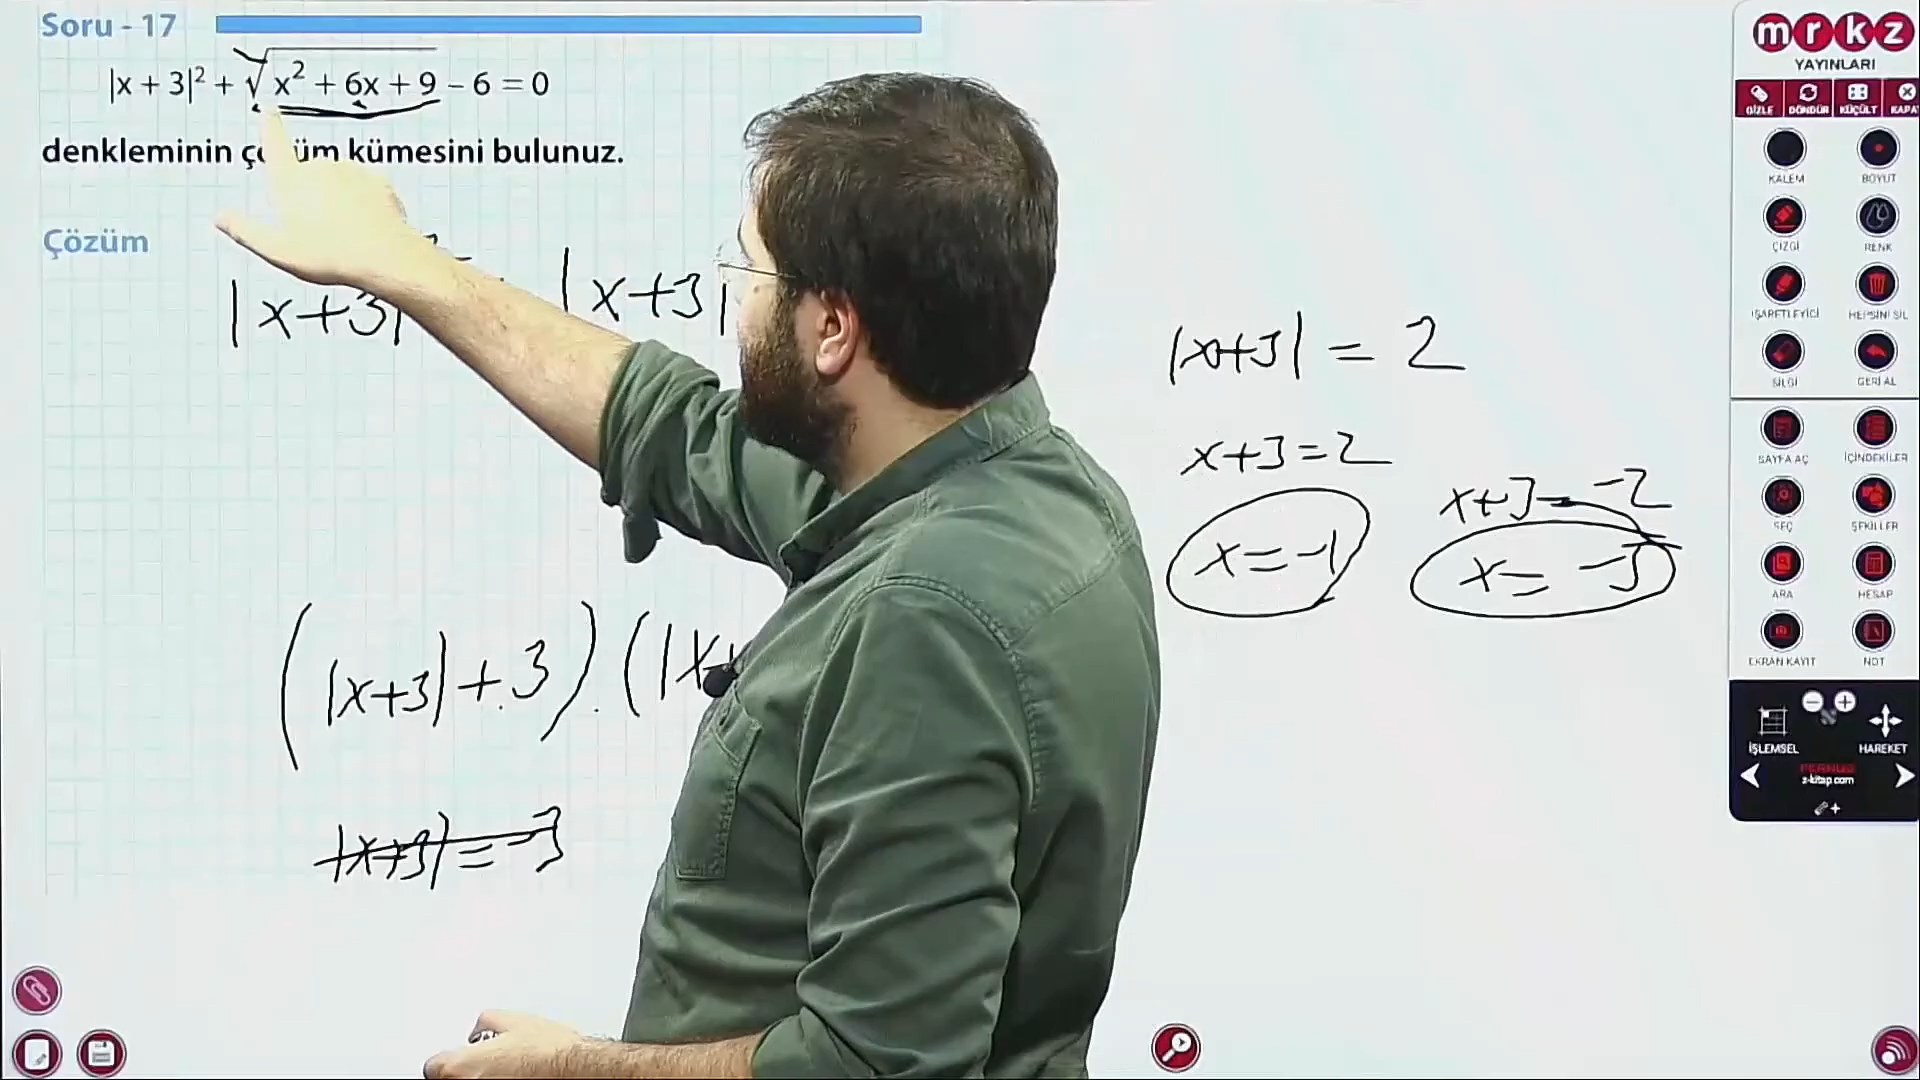 Soru - 17
|x + 3|² + √x² + 6x + 9 – 6 = 0
denkleminin kümesini bulunuz.
Çözüm
|x+3| |x+3|
|x+3| = 2
x+3=2
x+3=-2
x=-1
x=-5
(|x+3|+3).(|x+
|x+3|=-3
mrkz
YAYINLARI
GİZLE DÖNDÜR KÜÇÜLT KAPA
KALEM BOYUT
ÇİZGİ RENK
İŞARETLEYİCİ HEPSİNİ SİL
SİLGİ GERİ AL
SAYFA AÇ İÇİNDEKİLER
SEÇ ŞEKİLLER
ARA HESAP
EKRAN KAYIT NOT
İŞLEMSEL HAREKET
FERNUS
z-kitap.com